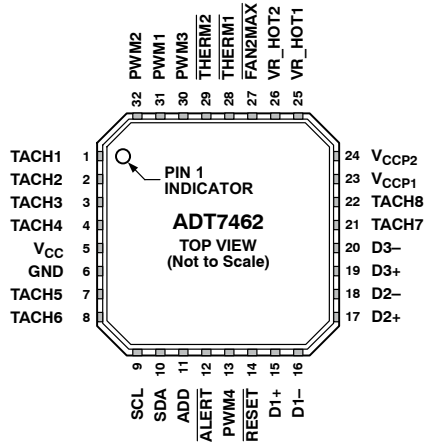 PWM2
PWM1
PWM3
THERM2
THERM1
FAN2MAX
VR_HOT2
VR_HOT1
32
31
30
29
28
27
26
25
TACH1 1
TACH2 2
TACH3 3
TACH4 4
VCC 5
GND 6
TACH5 7
TACH6 8
PIN 1
INDICATOR
ADT7462
TOP VIEW
(Not to Scale)
24 VCCP2
23 VCCP1
22 TACH8
21 TACH7
20 D3–
19 D3+
18 D2–
17 D2+
9
10
11
12
13
14
15
16
SCL
SDA
ADD
ALERT
PWM4
RESET
D1+
D1–